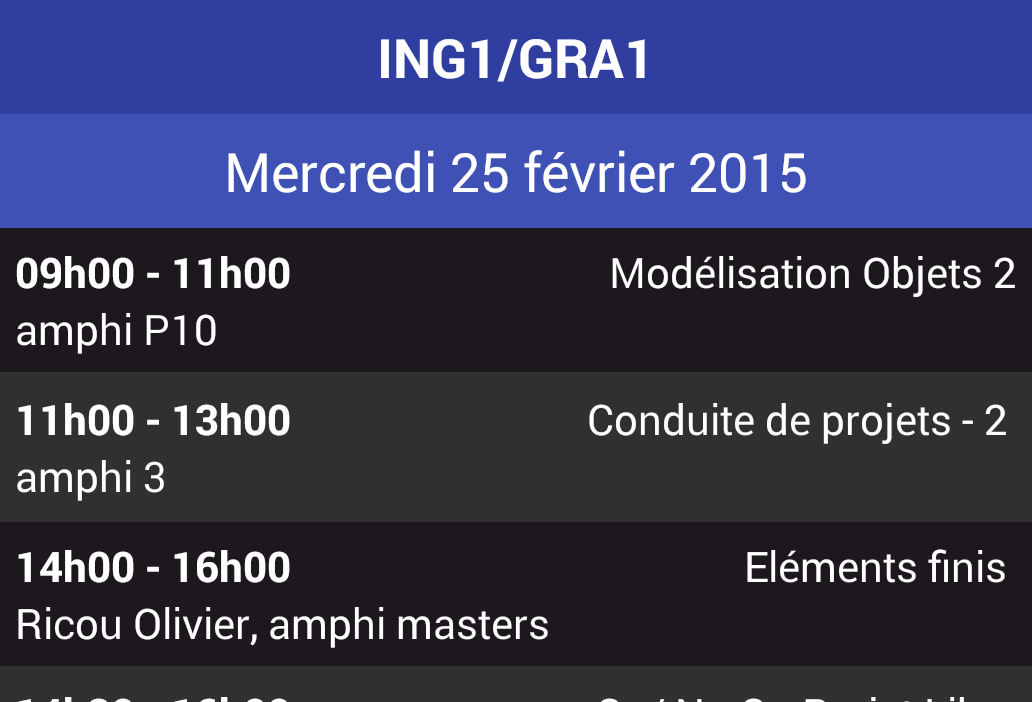 ING1/GRA1
Mercredi 25 février 2015
09h00 - 11h00 Modélisation Objets 2
amphi P10
11h00 - 13h00 Conduite de projets - 2
amphi 3
14h00 - 16h00 Eléments finis
Ricou Olivier, amphi masters